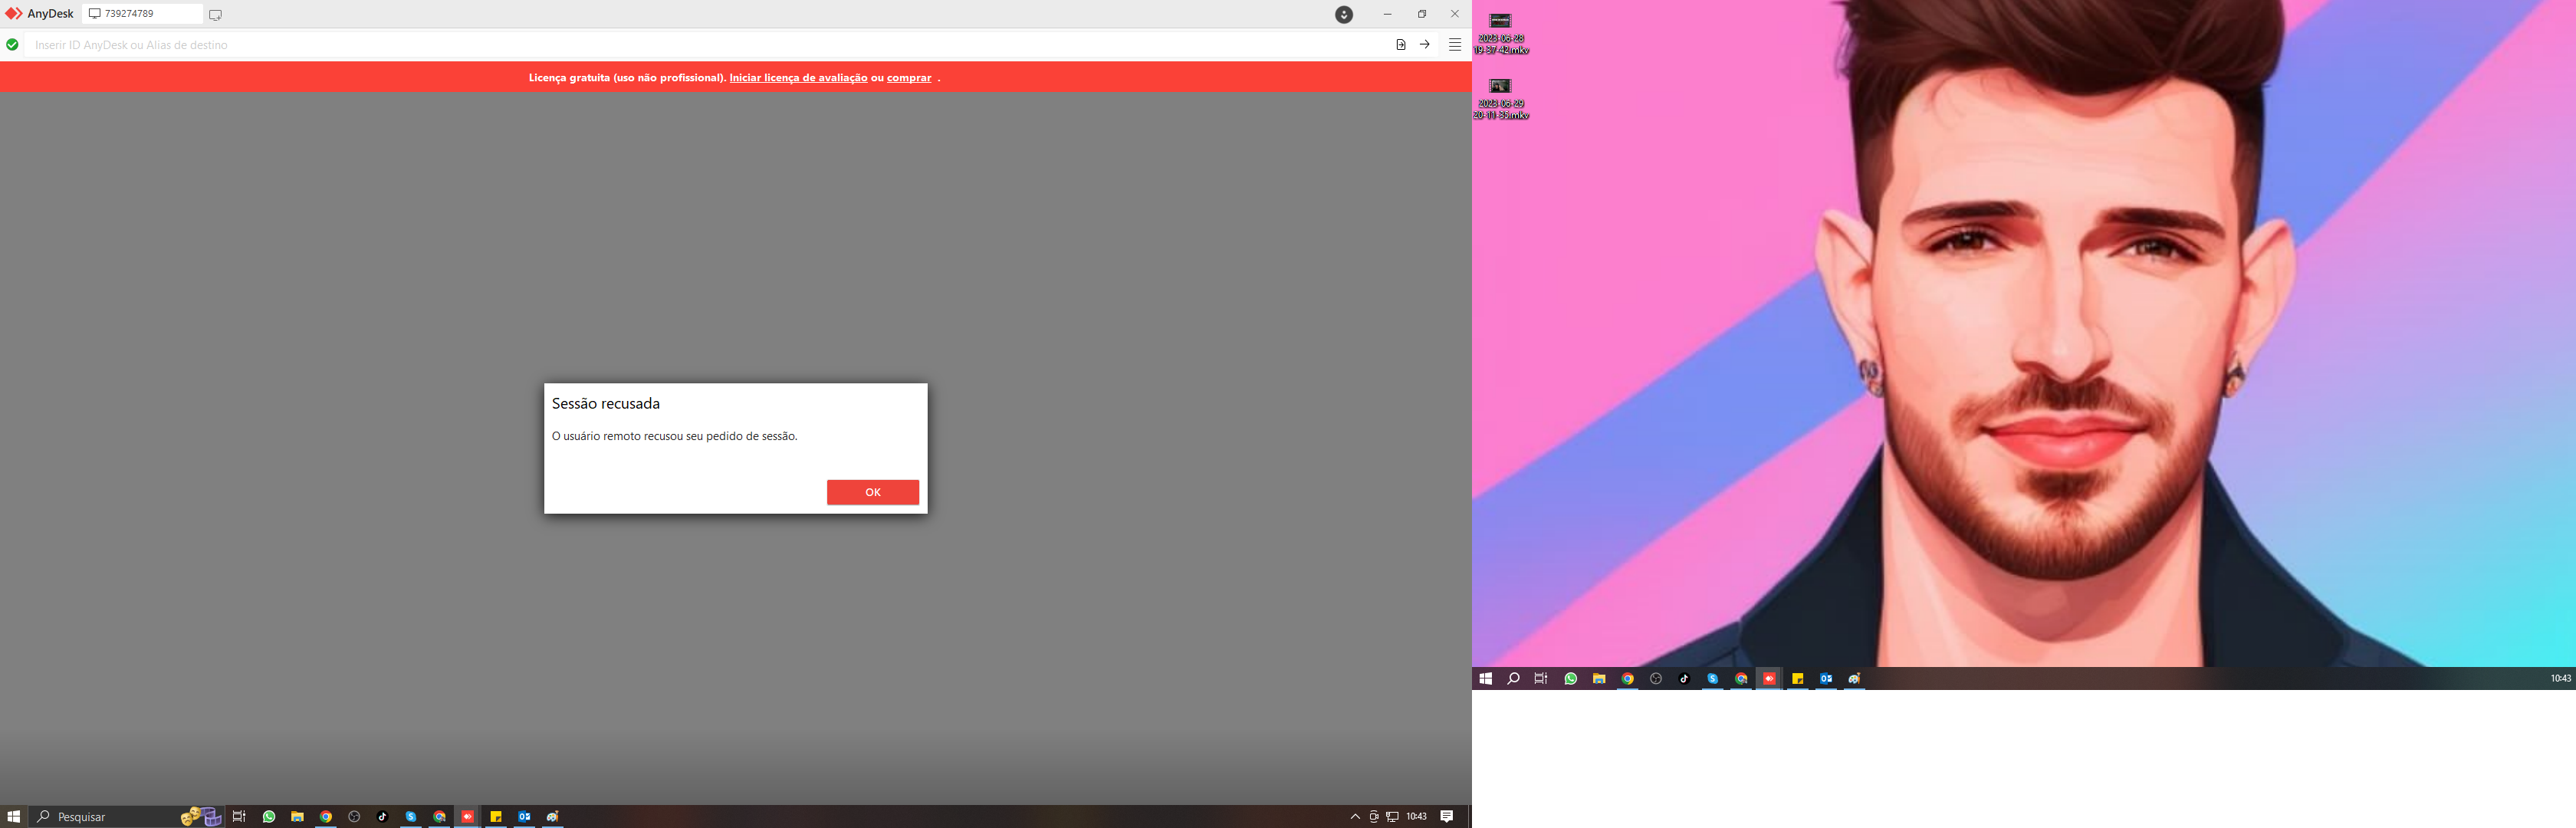 AnyDesk
739274789
Inserir ID AnyDesk ou Alias de destino
Licença gratuita (uso não profissional). Iniciar licença de avaliação ou comprar .
Sessão recusada
O usuário remoto recusou seu pedido de sessão.
OK
Pesquisar
10:43
2023-06-28
19-37-42.mkv
2023-06-29
20-11-35.mkv
10:43